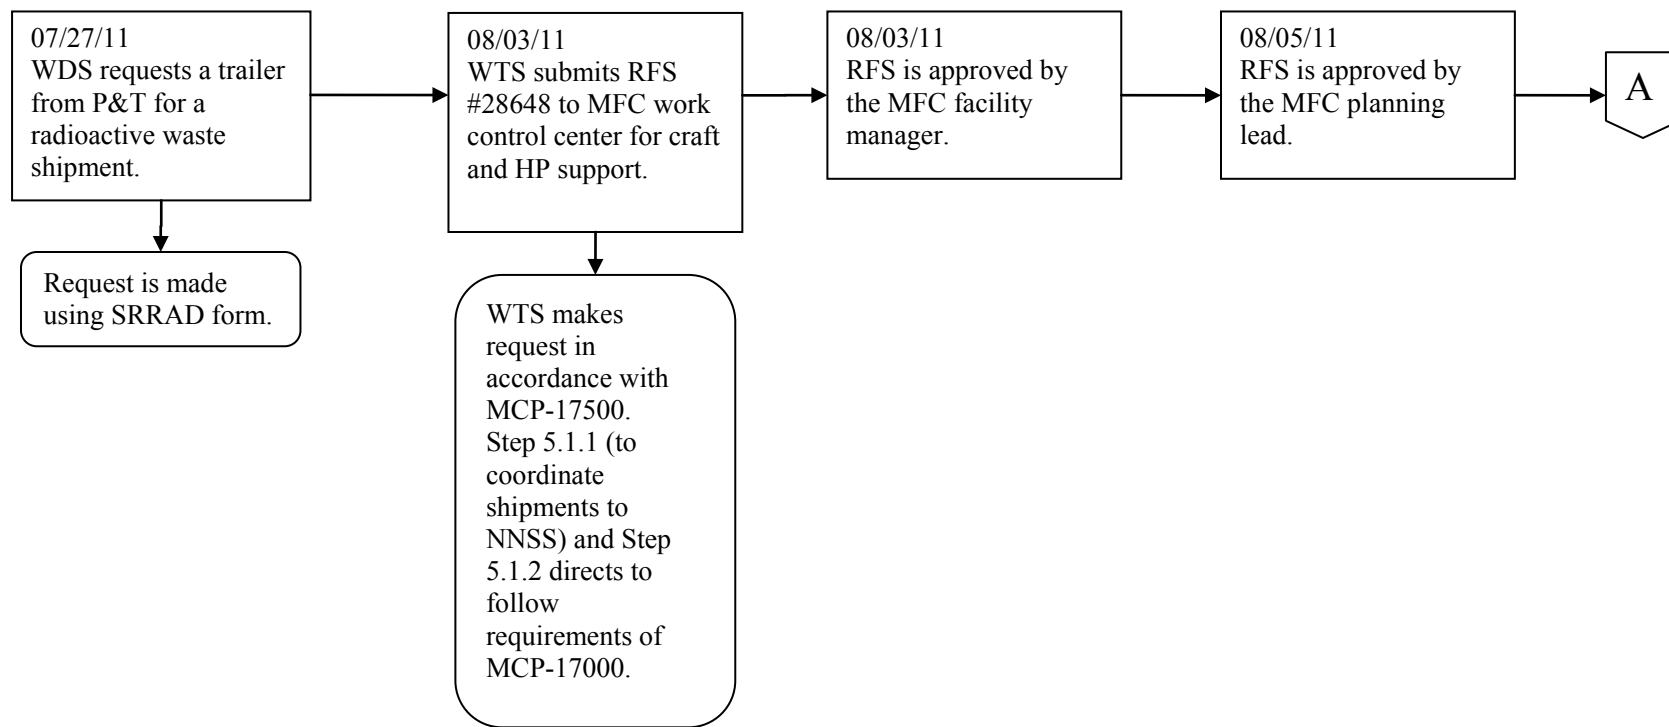 07/27/11
WDS requests a trailer
from P&T for a
radioactive waste
shipment.
08/03/11
WTS submits RFS
#28648 to MFC work
control center for craft
and HP support.
08/03/11
RFS is approved by
the MFC facility
manager.
08/05/11
RFS is approved by
the MFC planning
lead.
A
Request is made
using SRRAD form.
WTS makes
request in
accordance with
MCP-17500.
Step 5.1.1 (to
coordinate
shipments to
NNSS) and Step
5.1.2 directs to
follow
requirements of
MCP-17000.